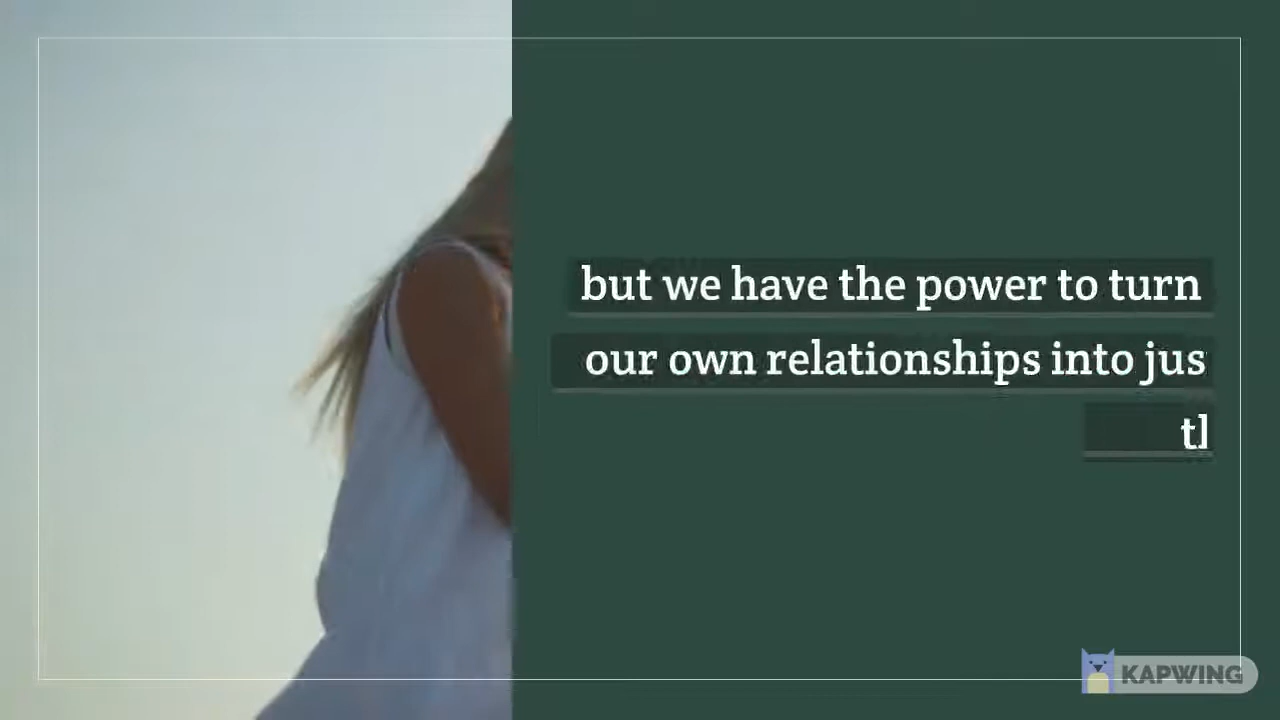 but we have the power to turn
our own relationships into jus
KAPWING